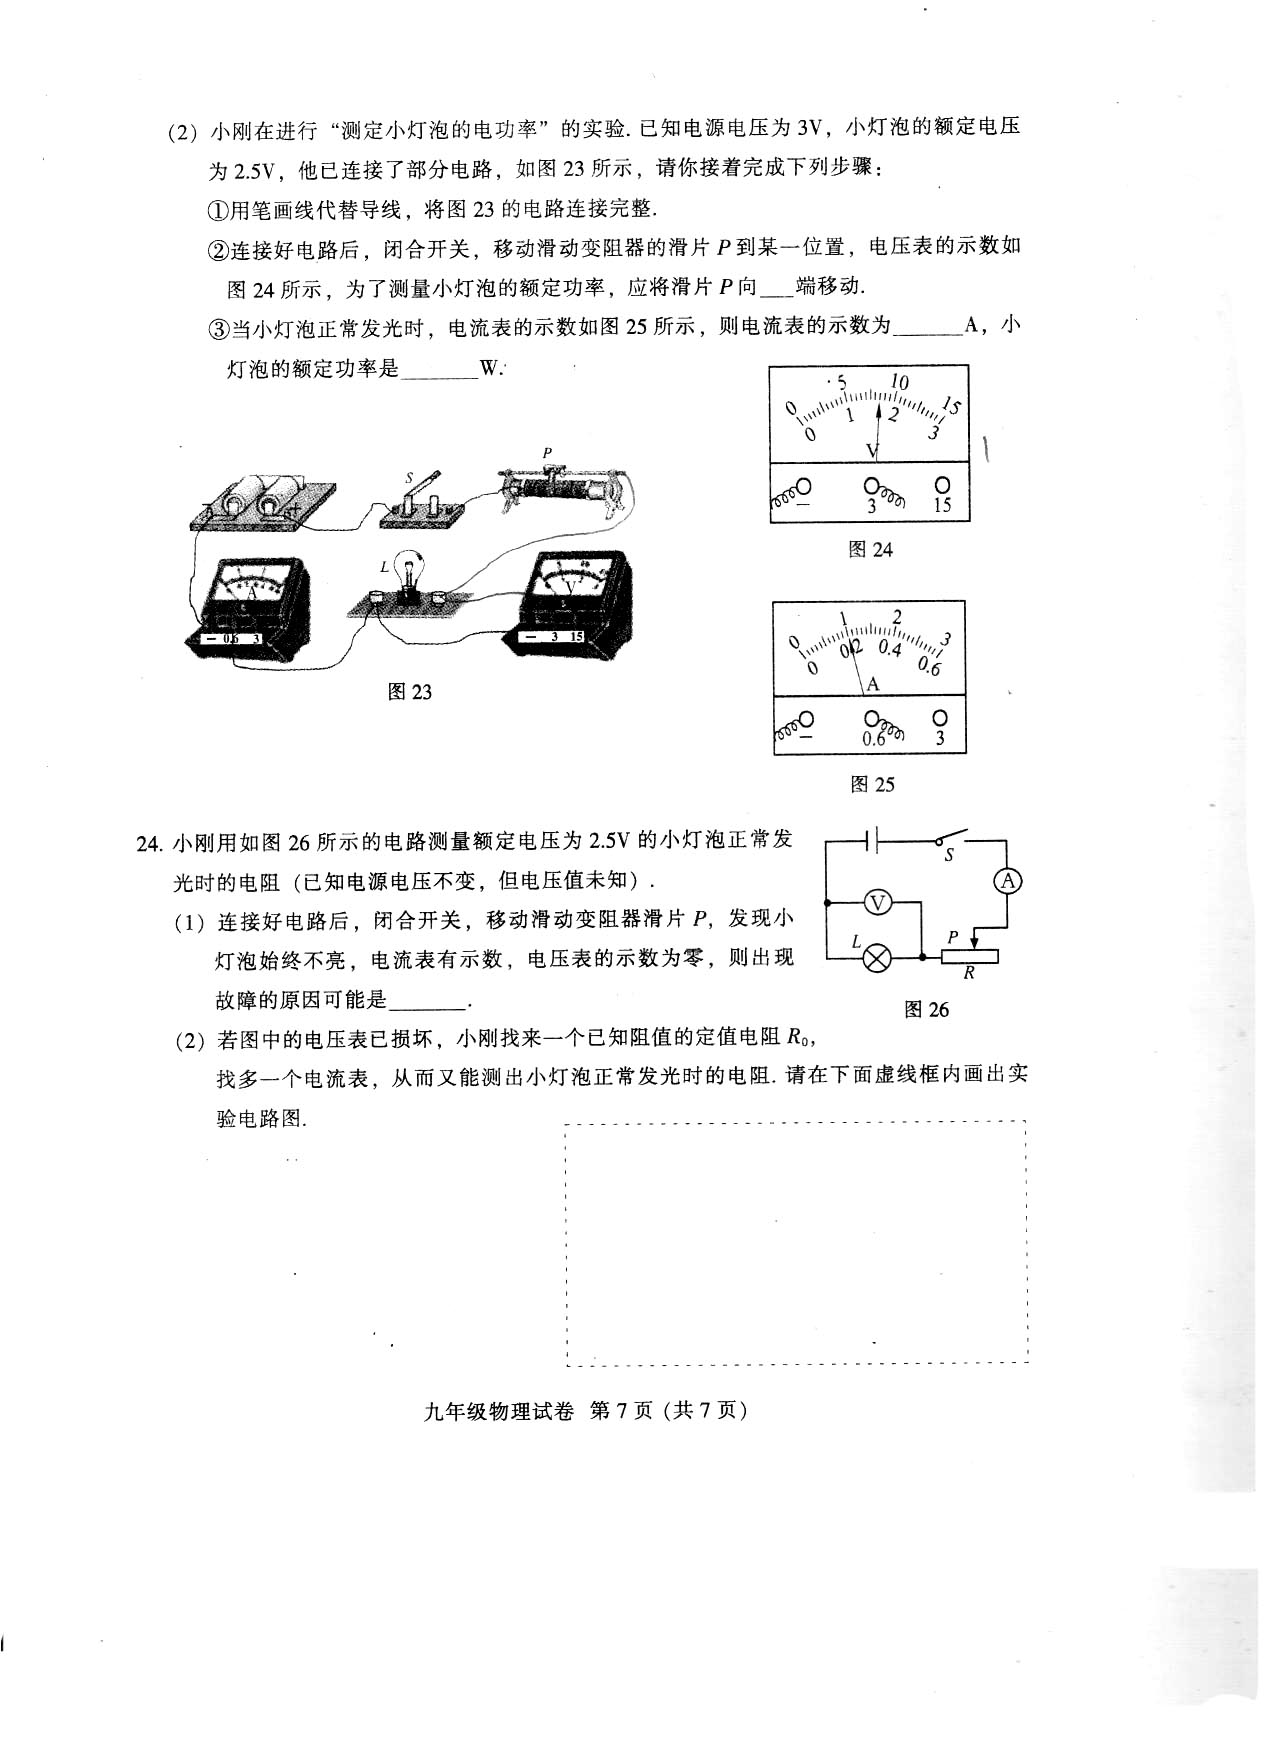 (2) 小刚在进行“测定小灯泡的电功率”的实验. 已知电源电压为 3V，小灯泡的额定电压
为 2.5V，他已连接了部分电路，如图 23 所示，请你接着完成下列步骤：
①用笔画线代替导线，将图 23 的电路连接完整.
②连接好电路后，闭合开关，移动滑动变阻器的滑片 P 到某一位置，电压表的示数如
图 24 所示，为了测量小灯泡的额定功率，应将滑片 P 向___端移动.
③当小灯泡正常发光时，电流表的示数如图 25 所示，则电流表的示数为______A，小
灯泡的额定功率是______W.
0 5 10 15
0 1 2 3
V
− 3 15
图 24
S
P
− +
A
L
V
− 0.6 3
− 3 15
图 23
0 1 2 3
0 0.2 0.4 0.6
A
− 0.6 3
图 25
24. 小刚用如图 26 所示的电路测量额定电压为 2.5V 的小灯泡正常发
光时的电阻（已知电源电压不变，但电压值未知）.
(1) 连接好电路后，闭合开关，移动滑动变阻器滑片 P，发现小
灯泡始终不亮，电流表有示数，电压表的示数为零，则出现
故障的原因可能是______.
S
A
V
L
P
R
图 26
(2) 若图中的电压表已损坏，小刚找来一个已知阻值的定值电阻 R₀，
找多一个电流表，从而又能测出小灯泡正常发光时的电阻. 请在下面虚线框内画出实
验电路图.
九年级物理试卷 第 7 页（共 7 页）